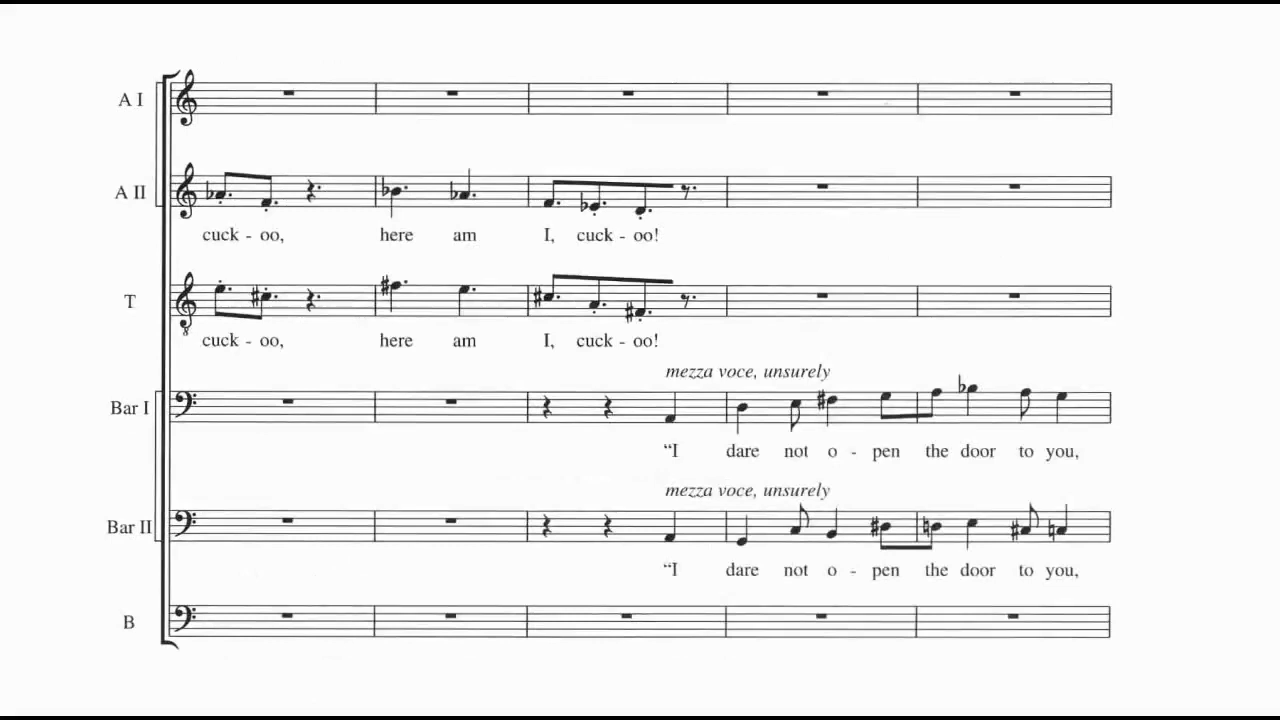 A I
A II
cuck - oo, here am I, cuck - oo!
T
8
cuck - oo, here am I, cuck - oo!
mezza voce, unsurely
Bar I
“I dare not o - pen the door to you,
mezza voce, unsurely
Bar II
“I dare not o - pen the door to you,
B